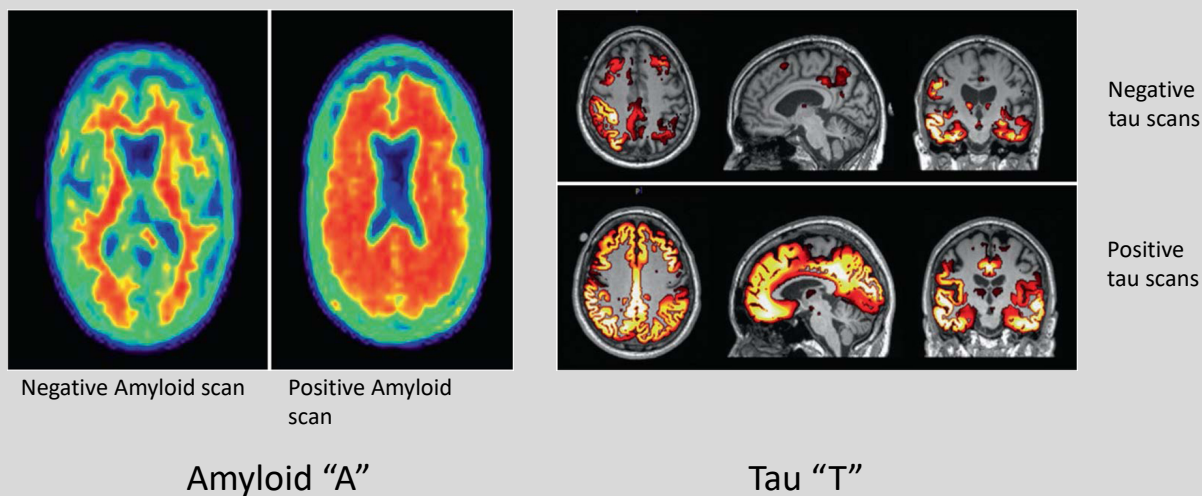 Negative Amyloid scan
Positive Amyloid
scan
Negative
tau scans
Positive
tau scans
Amyloid “A”
Tau “T”